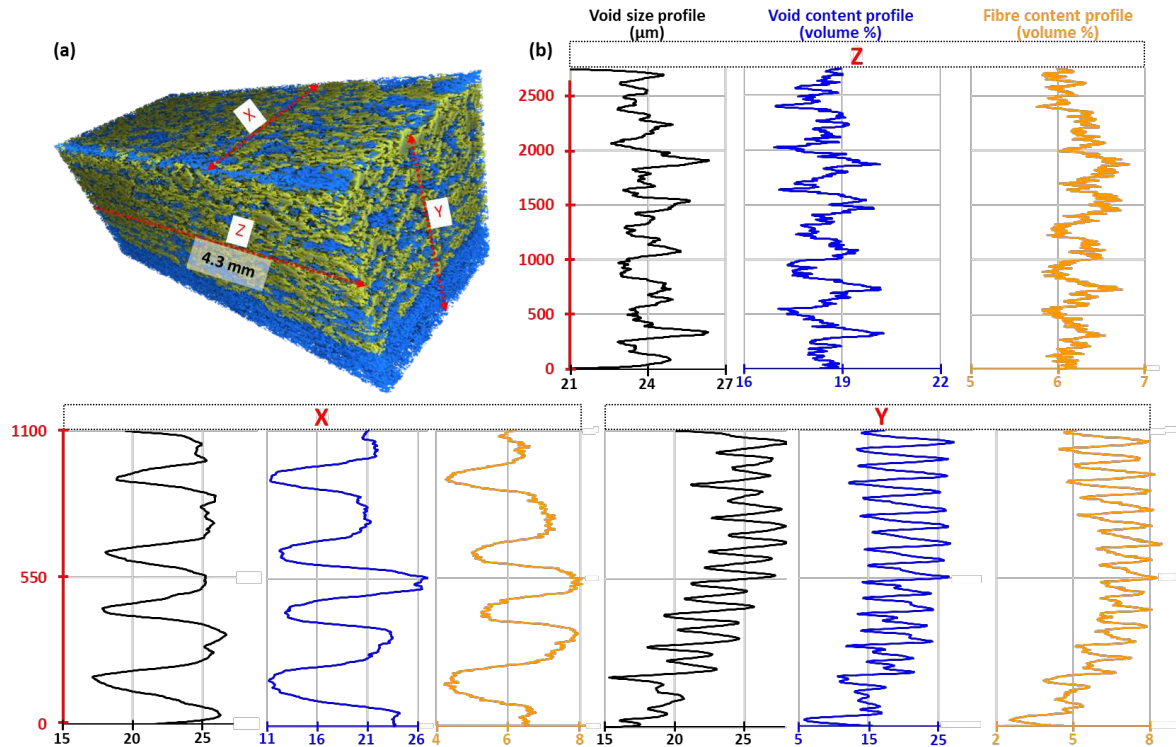 (a)
X
Y
Z
4.3 mm
(b)
Void size profile
(µm)
Void content profile
(volume %)
Fibre content profile
(volume %)
Z
2500
2000
1500
1000
500
0
21 24 27
16 19 22
5 6 7
X
1100
550
0
15 20 25
11 16 21 26
4 6 8
Y
15 20 25
5 15 25
2 5 8